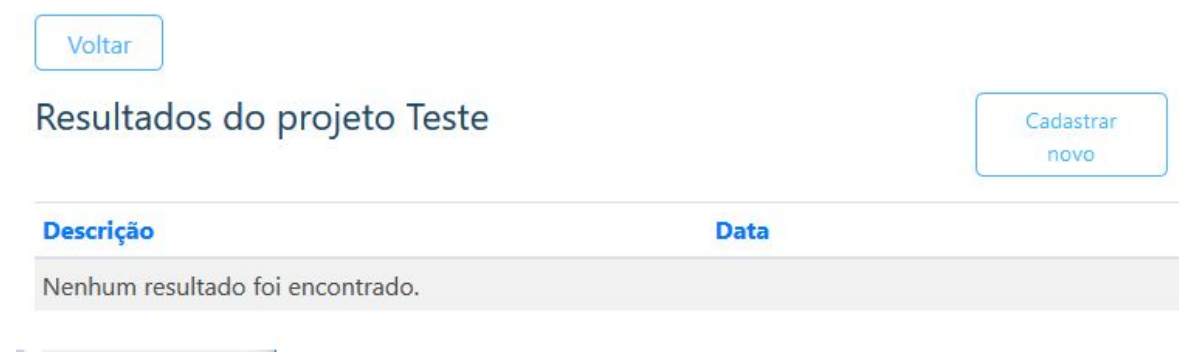 Voltar
Resultados do projeto Teste
Cadastrar
novo
Descrição Data
Nenhum resultado foi encontrado.